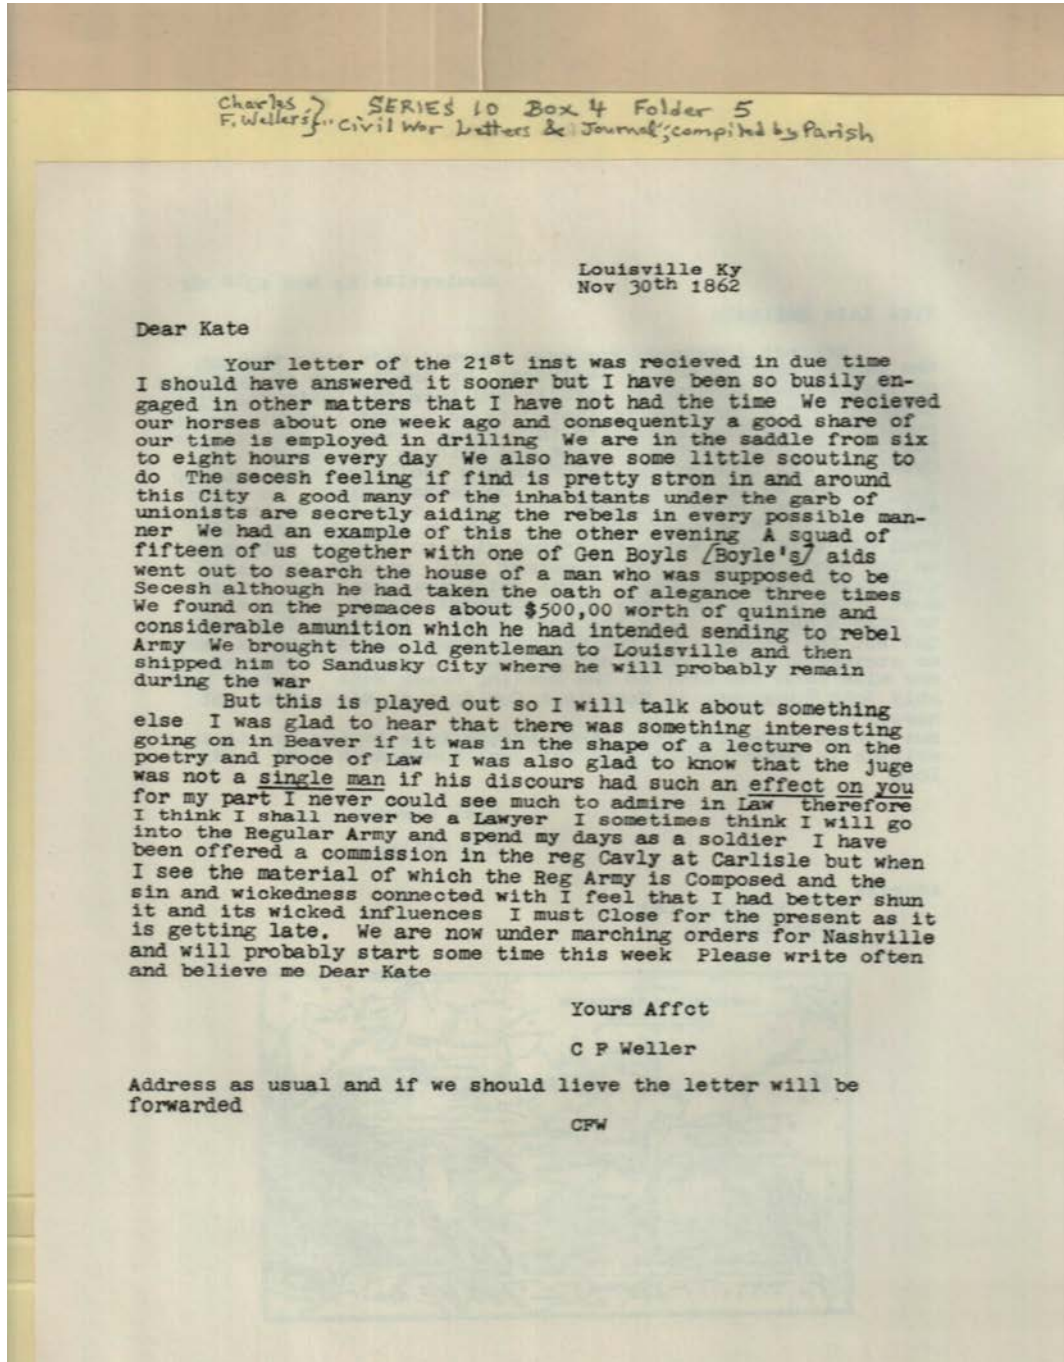 Charles } SERIES 10 Box 4 Folder 5
F. Wellers } "Civil War Letters & Journal"; compiled by Parish
Louisville Ky
Nov 30th 1862
Dear Kate
Your letter of the 21st inst was recieved in due time
I should have answered it sooner but I have been so busily en-
gaged in other matters that I have not had the time We recieved
our horses about one week ago and consequently a good share of
our time is employed in drilling We are in the saddle from six
to eight hours every day We also have some little scouting to
do The secesh feeling if find is pretty stron in and around
this City a good many of the inhabitants under the garb of
unionists are secretly aiding the rebels in every possible man-
ner We had an example of this the other evening A squad of
fifteen of us together with one of Gen Boyls [Boyle's] aids
went out to search the house of a man who was supposed to be
Secesh although he had taken the oath of alegance three times
We found on the premaces about $500,00 worth of quinine and
considerable amunition which he had intended sending to rebel
Army We brought the old gentleman to Louisville and then
shipped him to Sandusky City where he will probably remain
during the war
But this is played out so I will talk about something
else I was glad to hear that there was something interesting
going on in Beaver if it was in the shape of a lecture on the
poetry and proce of Law I was also glad to know that the juge
was not a single man if his discours had such an effect on you
for my part I never could see much to admire in Law therefore
I think I shall never be a Lawyer I sometimes think I will go
into the Regular Army and spend my days as a soldier I have
been offered a commission in the reg Cavly at Carlisle but when
I see the material of which the Reg Army is Composed and the
sin and wickedness connected with I feel that I had better shun
it and its wicked influences I must Close for the present as it
is getting late. We are now under marching orders for Nashville
and will probably start some time this week Please write often
and believe me Dear Kate
Yours Affct
C F Weller
Address as usual and if we should lieve the letter will be
forwarded
CFW